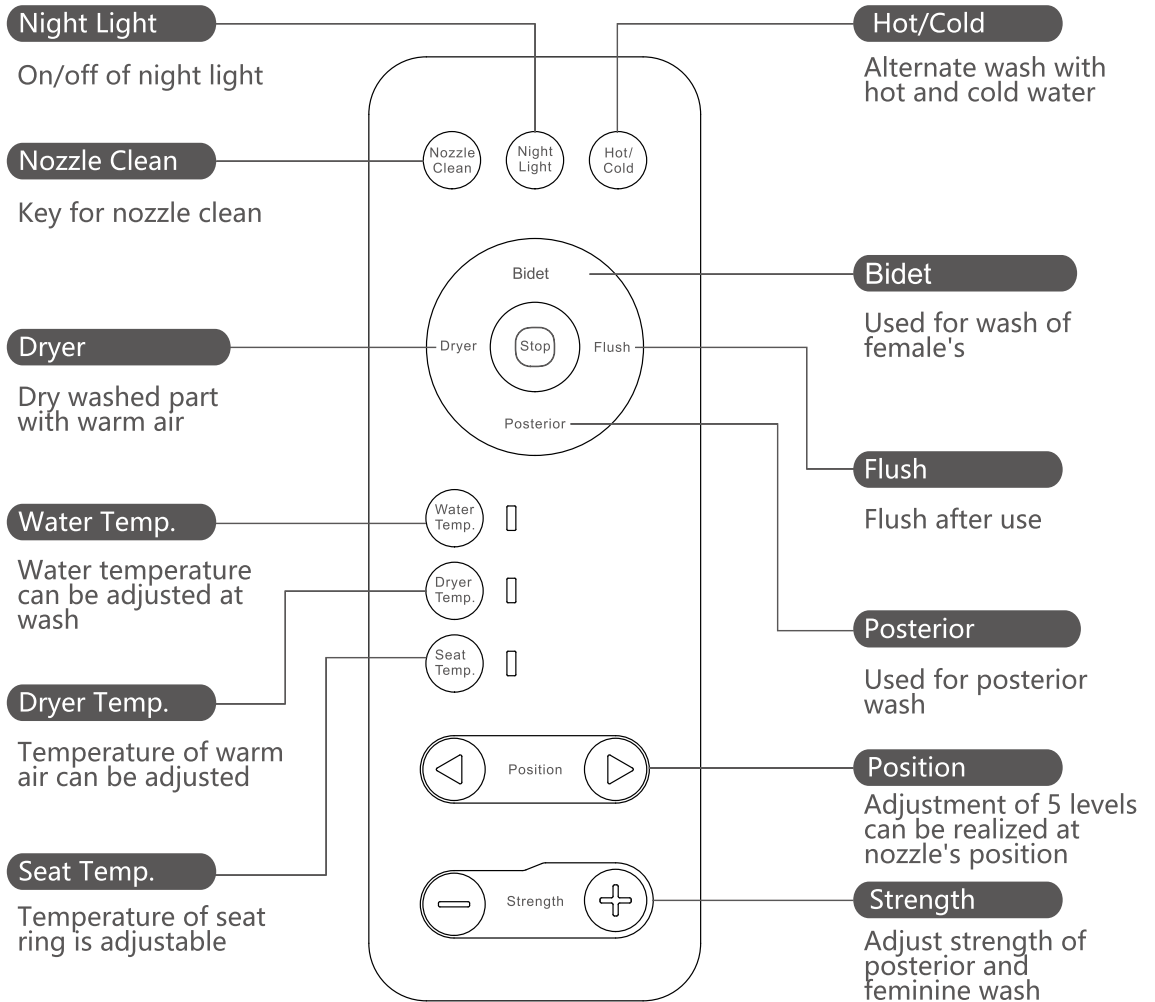 Night Light
On/off of night light
Nozzle Clean
Key for nozzle clean
Dryer
Dry washed part
with warm air
Water Temp.
Water temperature
can be adjusted at
wash
Dryer Temp.
Temperature of warm
air can be adjusted
Seat Temp.
Temperature of seat
ring is adjustable
Nozzle
Clean
Night
Light
Hot/
Cold
Bidet
Dryer
Stop
Flush
Posterior
Water
Temp.
Dryer
Temp.
Seat
Temp.
Position
Strength
Hot/Cold
Alternate wash with
hot and cold water
Bidet
Used for wash of
female's
Flush
Flush after use
Posterior
Used for posterior
wash
Position
Adjustment of 5 levels
can be realized at
nozzle's position
Strength
Adjust strength of
posterior and
feminine wash